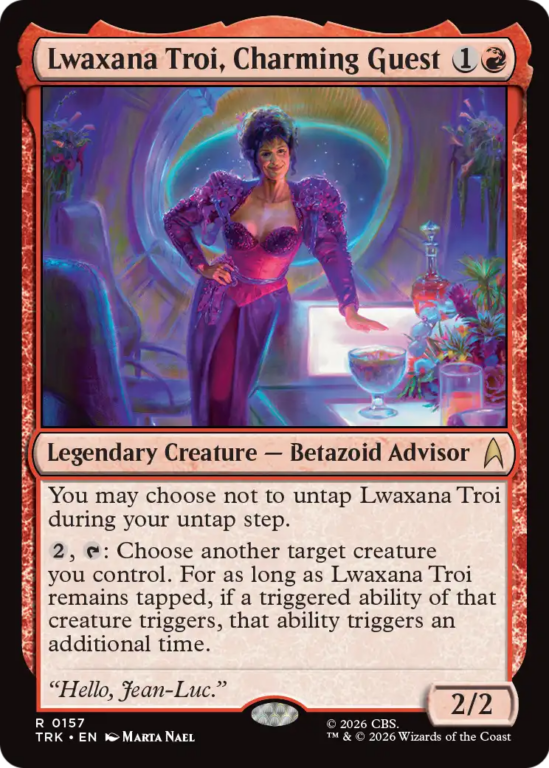 Lwaxana Troi, Charming Guest 1
Legendary Creature — Betazoid Advisor
You may choose not to untap Lwaxana Troi
during your untap step.
2, : Choose another target creature
you control. For as long as Lwaxana Troi
remains tapped, if a triggered ability of that
creature triggers, that ability triggers an
additional time.
“Hello, Jean-Luc.”
2/2
R 0157
TRK • EN Marta Nael
© 2026 CBS.
™ & © 2026 Wizards of the Coast